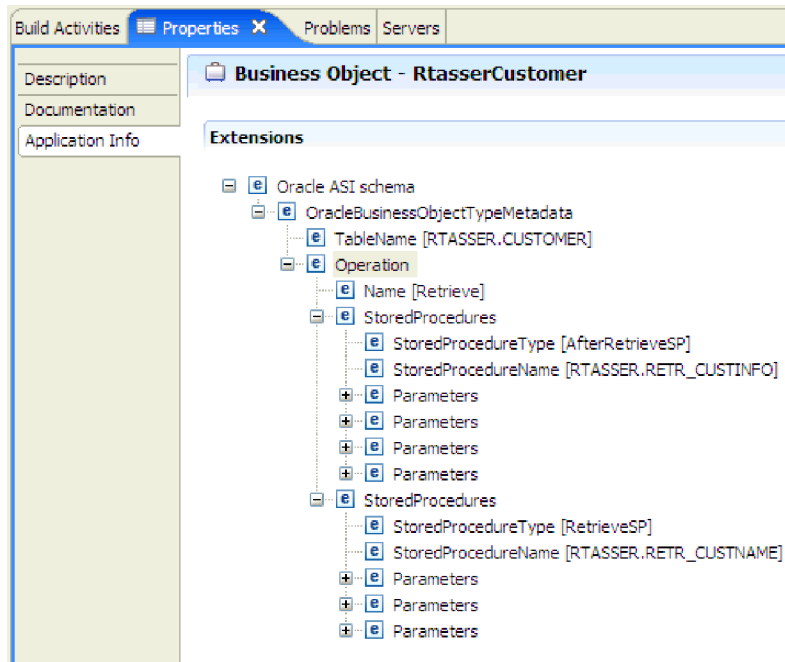 Build Activities Properties Problems Servers
Description
Documentation
Application Info
Business Object - RtasserCustomer
Extensions
Oracle ASI schema
OracleBusinessObjectTypeMetadata
TableName [RTASSER.CUSTOMER]
Operation
Name [Retrieve]
StoredProcedures
StoredProcedureType [AfterRetrieveSP]
StoredProcedureName [RTASSER.RETR_CUSTINFO]
Parameters
Parameters
Parameters
Parameters
StoredProcedures
StoredProcedureType [RetrieveSP]
StoredProcedureName [RTASSER.RETR_CUSTNAME]
Parameters
Parameters
Parameters